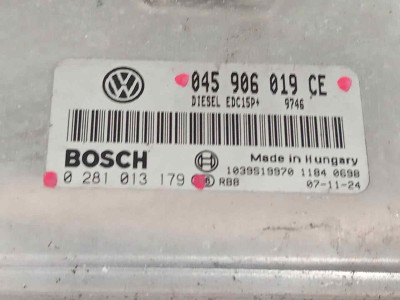 045 906 019 CE
DIESEL EDC15P+ 9746
BOSCH
Made in Hungary
1039S19970 1184 0698
0 281 013 179 RBB 07-11-24